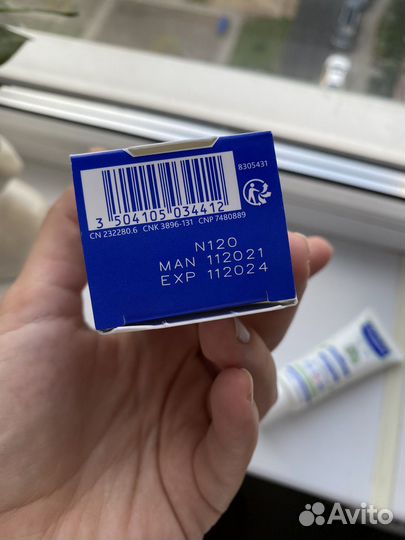 8305431
3 504105 034412
CN 232280.6 CNK 3896-131 CNP 7480889
N120
MAN 112021
EXP 112024
Avito